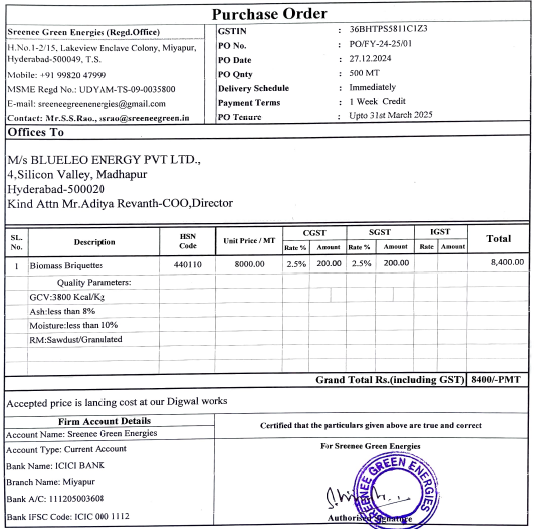 Purchase Order
Sreenee Green Energies (Regd.Office)
H.No.1-2/15, Lakeview Enclave Colony, Miyapur,
Hyderabad-500049, T.S.
Mobile: +91 99820 47999
MSME Regd No.: UDYAM-TS-09-0035800
E-mail: sreeneegreenenergies@gmail.com
Contact: Mr.S.S.Rao., ssrao@sreeneegreen.in
GSTIN : 36BHTPS5811C1Z3
PO No. : PO/FY-24-25/01
PO Date : 27.12.2024
PO Qnty : 500 MT
Delivery Schedule : Immediately
Payment Terms : 1 Week Credit
PO Tenure : Upto 31st March 2025
Offices To
M/s BLUELEO ENERGY PVT LTD.,
4,Silicon Valley, Madhapur
Hyderabad-500020
Kind Attn Mr.Aditya Revanth-COO,Director
SL. No. Description HSN Code Unit Price / MT CGST SGST IGST Total
Rate % Amount Rate % Amount Rate Amount
1 Biomass Briquettes 440110 8000.00 2.5% 200.00 2.5% 200.00 8,400.00
Quality Parameters:
GCV:3800 Kcal/Kg
Ash:less than 8%
Moisture:less than 10%
RM:Sawdust/Granulated
Grand Total Rs.(including GST) 8400/-PMT
Accepted price is lancing cost at our Digwal works
Firm Account Details
Account Name: Sreenee Green Energies
Account Type: Current Account
Bank Name: ICICI BANK
Branch Name: Miyapur
Bank A/C: 111205003608
Bank IFSC Code: ICIC 000 1112
Certified that the particulars given above are true and correct
For Sreenee Green Energies
SREENEE GREEN ENERGIES
Authorised Signature